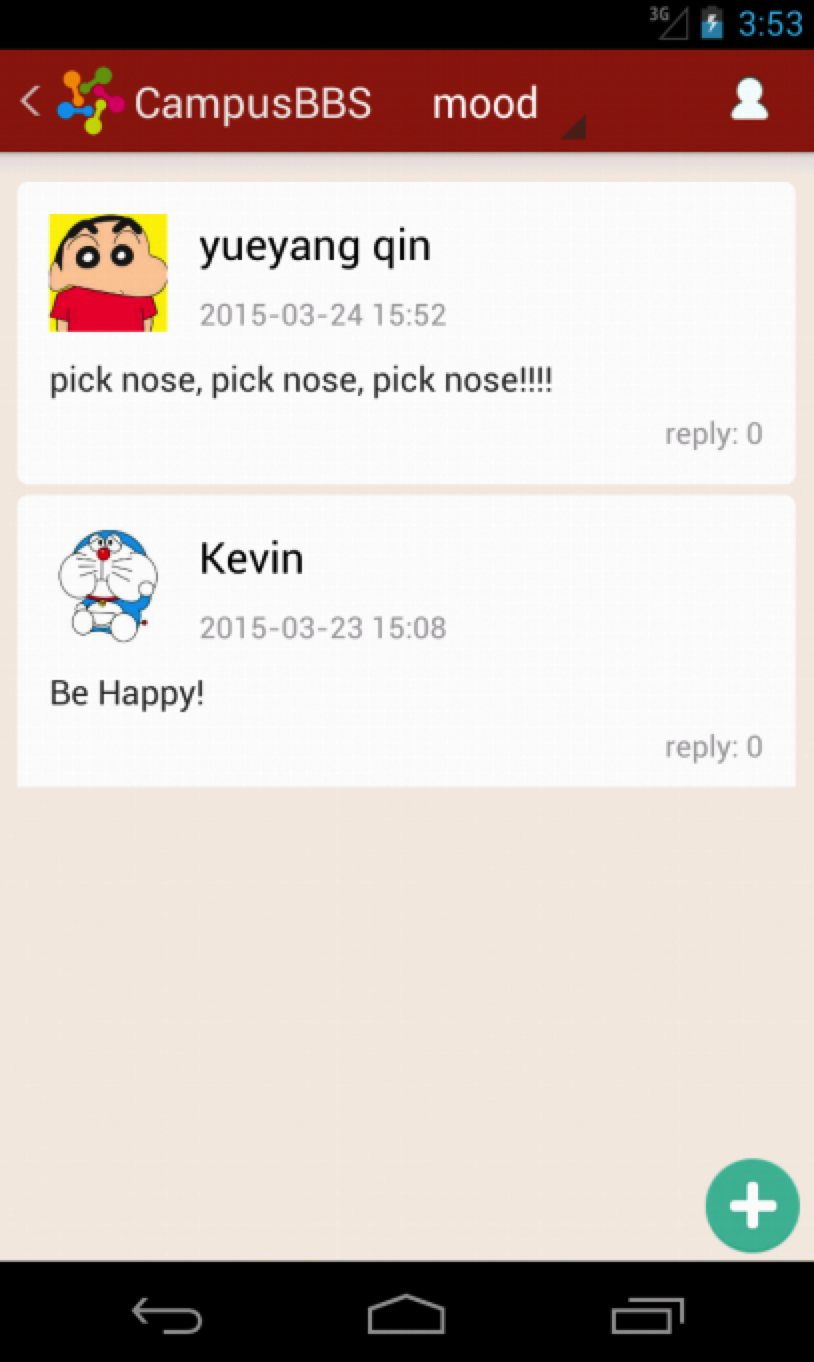 3G 3:53
CampusBBS mood
yueyang qin
2015-03-24 15:52
pick nose, pick nose, pick nose!!!!
reply: 0
Kevin
2015-03-23 15:08
Be Happy!
reply: 0